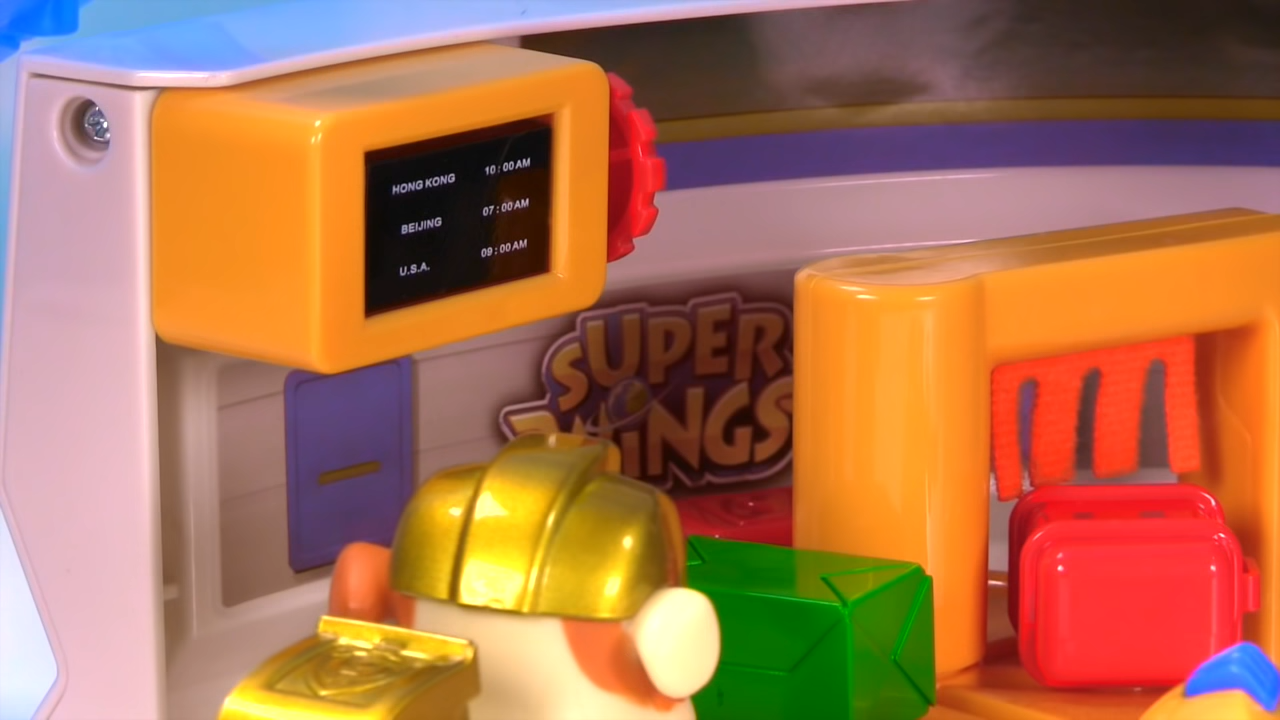 HONG KONG 10:00 AM
BEIJING 07:00 AM
U.S.A. 09:00 AM
SUPER
WINGS